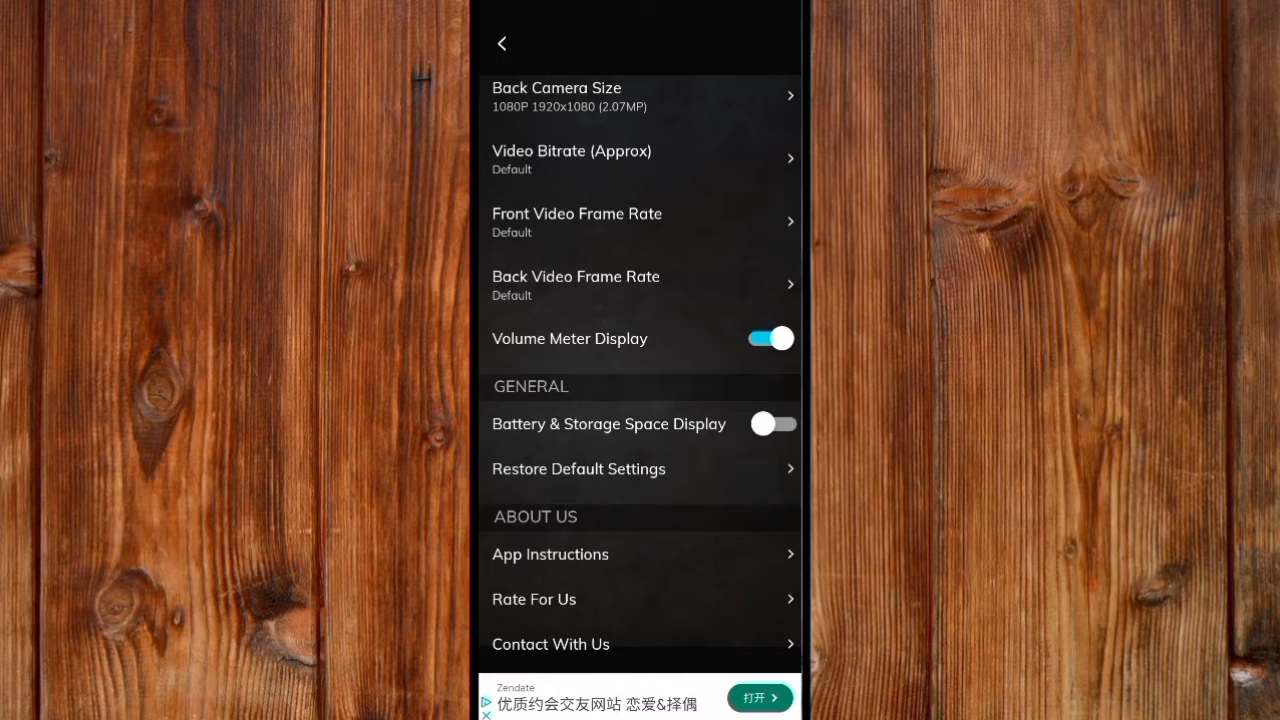 Back Camera Size
1080P 1920x1080 (2.07MP)
Video Bitrate (Approx)
Default
Front Video Frame Rate
Default
Back Video Frame Rate
Default
Volume Meter Display
GENERAL
Battery & Storage Space Display
Restore Default Settings
ABOUT US
App Instructions
Rate For Us
Contact With Us
Zendate
优质约会交友网站 恋爱&择偶
打开